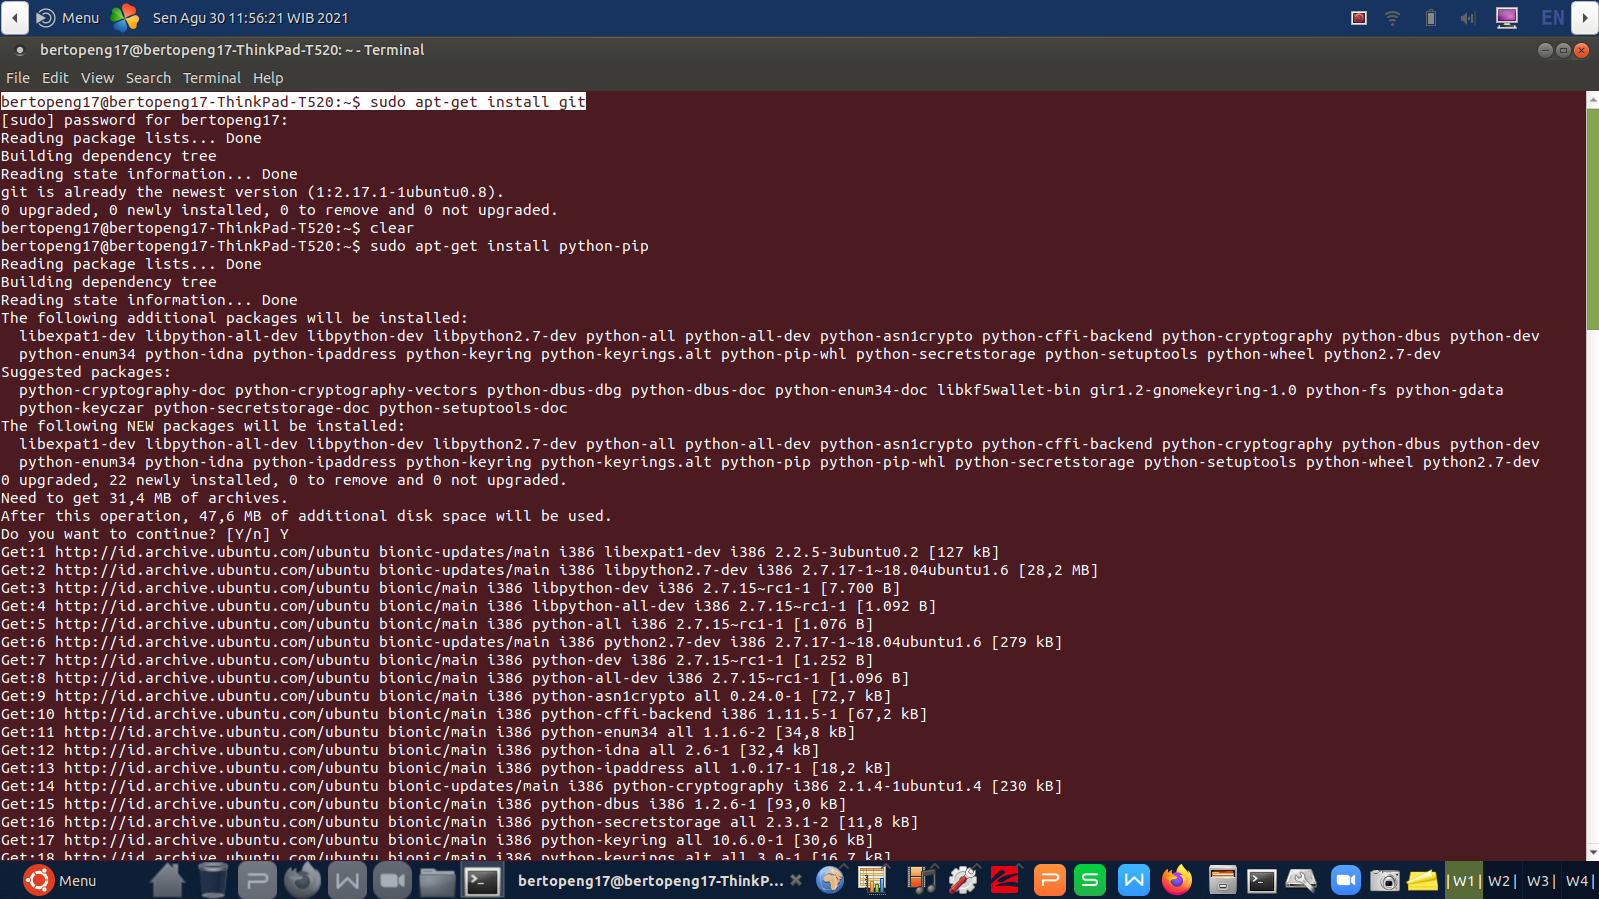 Menu Sen Agu 30 11:56:21 WIB 2021 EN
bertopeng17@bertopeng17-ThinkPad-T520: ~ - Terminal
File Edit View Search Terminal Help
bertopeng17@bertopeng17-ThinkPad-T520:~$ sudo apt-get install git
[sudo] password for bertopeng17:
Reading package lists... Done
Building dependency tree
Reading state information... Done
git is already the newest version (1:2.17.1-1ubuntu0.8).
0 upgraded, 0 newly installed, 0 to remove and 0 not upgraded.
bertopeng17@bertopeng17-ThinkPad-T520:~$ clear
bertopeng17@bertopeng17-ThinkPad-T520:~$ sudo apt-get install python-pip
Reading package lists... Done
Building dependency tree
Reading state information... Done
The following additional packages will be installed:
libexpat1-dev libpython-all-dev libpython-dev libpython2.7-dev python-all python-all-dev python-asn1crypto python-cffi-backend python-cryptography python-dbus python-dev
python-enum34 python-idna python-ipaddress python-keyring python-keyrings.alt python-pip-whl python-secretstorage python-setuptools python-wheel python2.7-dev
Suggested packages:
python-cryptography-doc python-cryptography-vectors python-dbus-dbg python-dbus-doc python-enum34-doc libkf5wallet-bin gir1.2-gnomekeyring-1.0 python-fs python-gdata
python-keyczar python-secretstorage-doc python-setuptools-doc
The following NEW packages will be installed:
libexpat1-dev libpython-all-dev libpython-dev libpython2.7-dev python-all python-all-dev python-asn1crypto python-cffi-backend python-cryptography python-dbus python-dev
python-enum34 python-idna python-ipaddress python-keyring python-keyrings.alt python-pip python-pip-whl python-secretstorage python-setuptools python-wheel python2.7-dev
0 upgraded, 22 newly installed, 0 to remove and 0 not upgraded.
Need to get 31,4 MB of archives.
After this operation, 47,6 MB of additional disk space will be used.
Do you want to continue? [Y/n] Y
Get:1 http://id.archive.ubuntu.com/ubuntu bionic-updates/main i386 libexpat1-dev i386 2.2.5-3ubuntu0.2 [127 kB]
Get:2 http://id.archive.ubuntu.com/ubuntu bionic-updates/main i386 libpython2.7-dev i386 2.7.17-1~18.04ubuntu1.6 [28,2 MB]
Get:3 http://id.archive.ubuntu.com/ubuntu bionic/main i386 libpython-dev i386 2.7.15~rc1-1 [7.700 B]
Get:4 http://id.archive.ubuntu.com/ubuntu bionic/main i386 libpython-all-dev i386 2.7.15~rc1-1 [1.092 B]
Get:5 http://id.archive.ubuntu.com/ubuntu bionic/main i386 python-all i386 2.7.15~rc1-1 [1.076 B]
Get:6 http://id.archive.ubuntu.com/ubuntu bionic-updates/main i386 python2.7-dev i386 2.7.17-1~18.04ubuntu1.6 [279 kB]
Get:7 http://id.archive.ubuntu.com/ubuntu bionic/main i386 python-dev i386 2.7.15~rc1-1 [1.252 B]
Get:8 http://id.archive.ubuntu.com/ubuntu bionic/main i386 python-all-dev i386 2.7.15~rc1-1 [1.096 B]
Get:9 http://id.archive.ubuntu.com/ubuntu bionic/main i386 python-asn1crypto all 0.24.0-1 [72,7 kB]
Get:10 http://id.archive.ubuntu.com/ubuntu bionic/main i386 python-cffi-backend i386 1.11.5-1 [67,2 kB]
Get:11 http://id.archive.ubuntu.com/ubuntu bionic/main i386 python-enum34 all 1.1.6-2 [34,8 kB]
Get:12 http://id.archive.ubuntu.com/ubuntu bionic/main i386 python-idna all 2.6-1 [32,4 kB]
Get:13 http://id.archive.ubuntu.com/ubuntu bionic/main i386 python-ipaddress all 1.0.17-1 [18,2 kB]
Get:14 http://id.archive.ubuntu.com/ubuntu bionic-updates/main i386 python-cryptography i386 2.1.4-1ubuntu1.4 [230 kB]
Get:15 http://id.archive.ubuntu.com/ubuntu bionic/main i386 python-dbus i386 1.2.6-1 [93,0 kB]
Get:16 http://id.archive.ubuntu.com/ubuntu bionic/main i386 python-secretstorage all 2.3.1-2 [11,8 kB]
Get:17 http://id.archive.ubuntu.com/ubuntu bionic/main i386 python-keyring all 10.6.0-1 [30,6 kB]
Get:18 http://id.archive.ubuntu.com/ubuntu bionic/main i386 python-keyrings.alt all 3.0-1 [16,7 kB]
Menu bertopeng17@bertopeng17-ThinkP... |W1| W2| W3| W4|